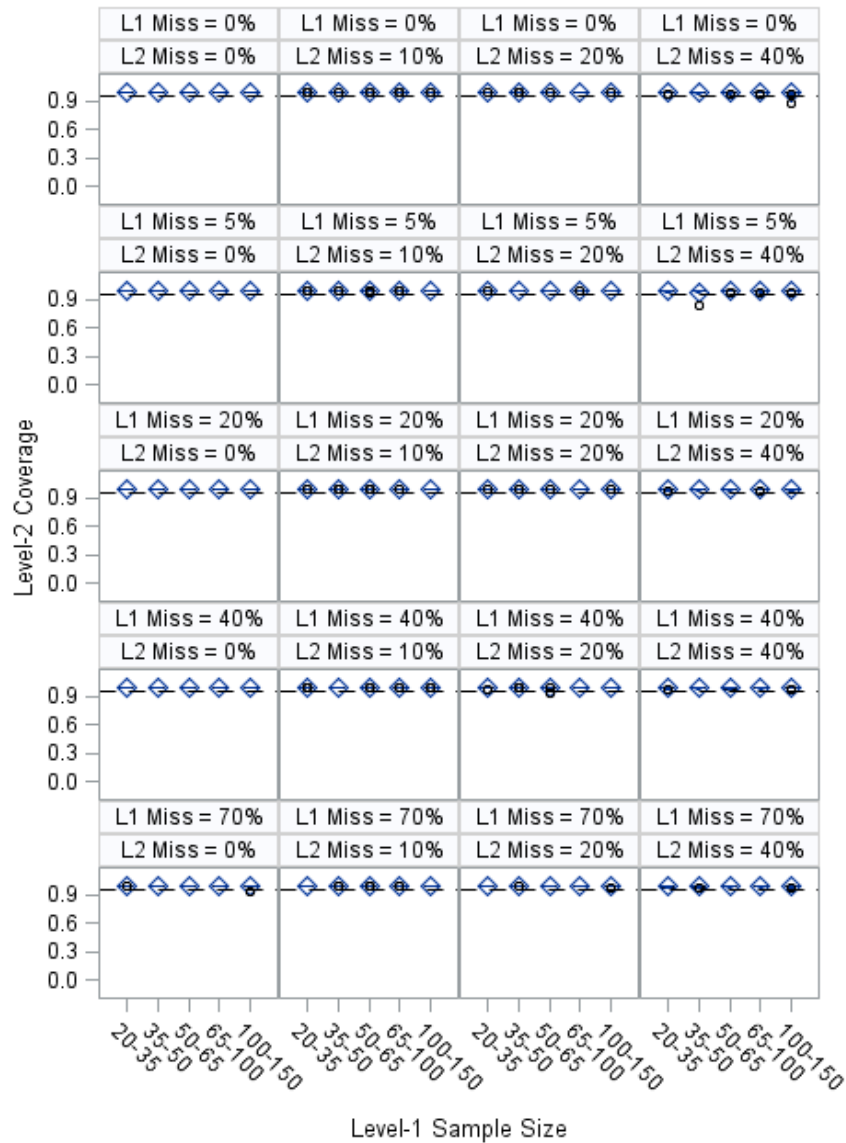 L1 Miss = 0% L1 Miss = 0% L1 Miss = 0% L1 Miss = 0%
L2 Miss = 0% L2 Miss = 10% L2 Miss = 20% L2 Miss = 40%
0.9
0.6
0.3
0.0
L1 Miss = 5% L1 Miss = 5% L1 Miss = 5% L1 Miss = 5%
L2 Miss = 0% L2 Miss = 10% L2 Miss = 20% L2 Miss = 40%
0.9
0.6
0.3
0.0
Level-2 Coverage
L1 Miss = 20% L1 Miss = 20% L1 Miss = 20% L1 Miss = 20%
L2 Miss = 0% L2 Miss = 10% L2 Miss = 20% L2 Miss = 40%
0.9
0.6
0.3
0.0
L1 Miss = 40% L1 Miss = 40% L1 Miss = 40% L1 Miss = 40%
L2 Miss = 0% L2 Miss = 10% L2 Miss = 20% L2 Miss = 40%
0.9
0.6
0.3
0.0
L1 Miss = 70% L1 Miss = 70% L1 Miss = 70% L1 Miss = 70%
L2 Miss = 0% L2 Miss = 10% L2 Miss = 20% L2 Miss = 40%
0.9
0.6
0.3
0.0
20-35 35-50 50-65 65-100 100-150 20-35 35-50 50-65 65-100 100-150 20-35 35-50 50-65 65-100 100-150 20-35 35-50 50-65 65-100 100-150
Level-1 Sample Size